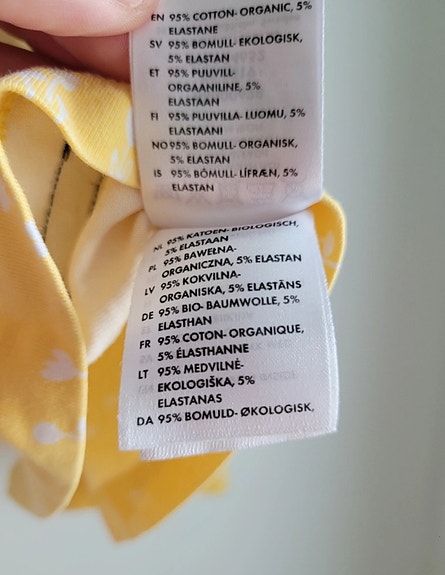 EN 95% COTTON- ORGANIC, 5%
ELASTANE
SV 95% BOMULL- EKOLOGISK,
5% ELASTAN
ET 95% PUUVILL-
ORGAANILINE, 5%
ELASTAAN
FI 95% PUUVILLA- LUOMU, 5%
ELASTAANI
NO 95% BOMULL- ORGANISK,
5% ELASTAN
IS 95% BÓMULL- LÍFRÆN, 5%
ELASTAN
NL 95% KATOEN- BIOLOGISCH,
5% ELASTAAN
PL 95% BAWEŁNA-
ORGANICZNA, 5% ELASTAN
LV 95% KOKVILNA-
ORGANISKA, 5% ELASTĀNS
DE 95% BIO- BAUMWOLLE, 5%
ELASTHAN
FR 95% COTON- ORGANIQUE,
5% ÉLASTHANNE
LT 95% MEDVILNĖ-
EKOLOGIŠKA, 5%
ELASTANAS
DA 95% BOMULD- ØKOLOGISK,